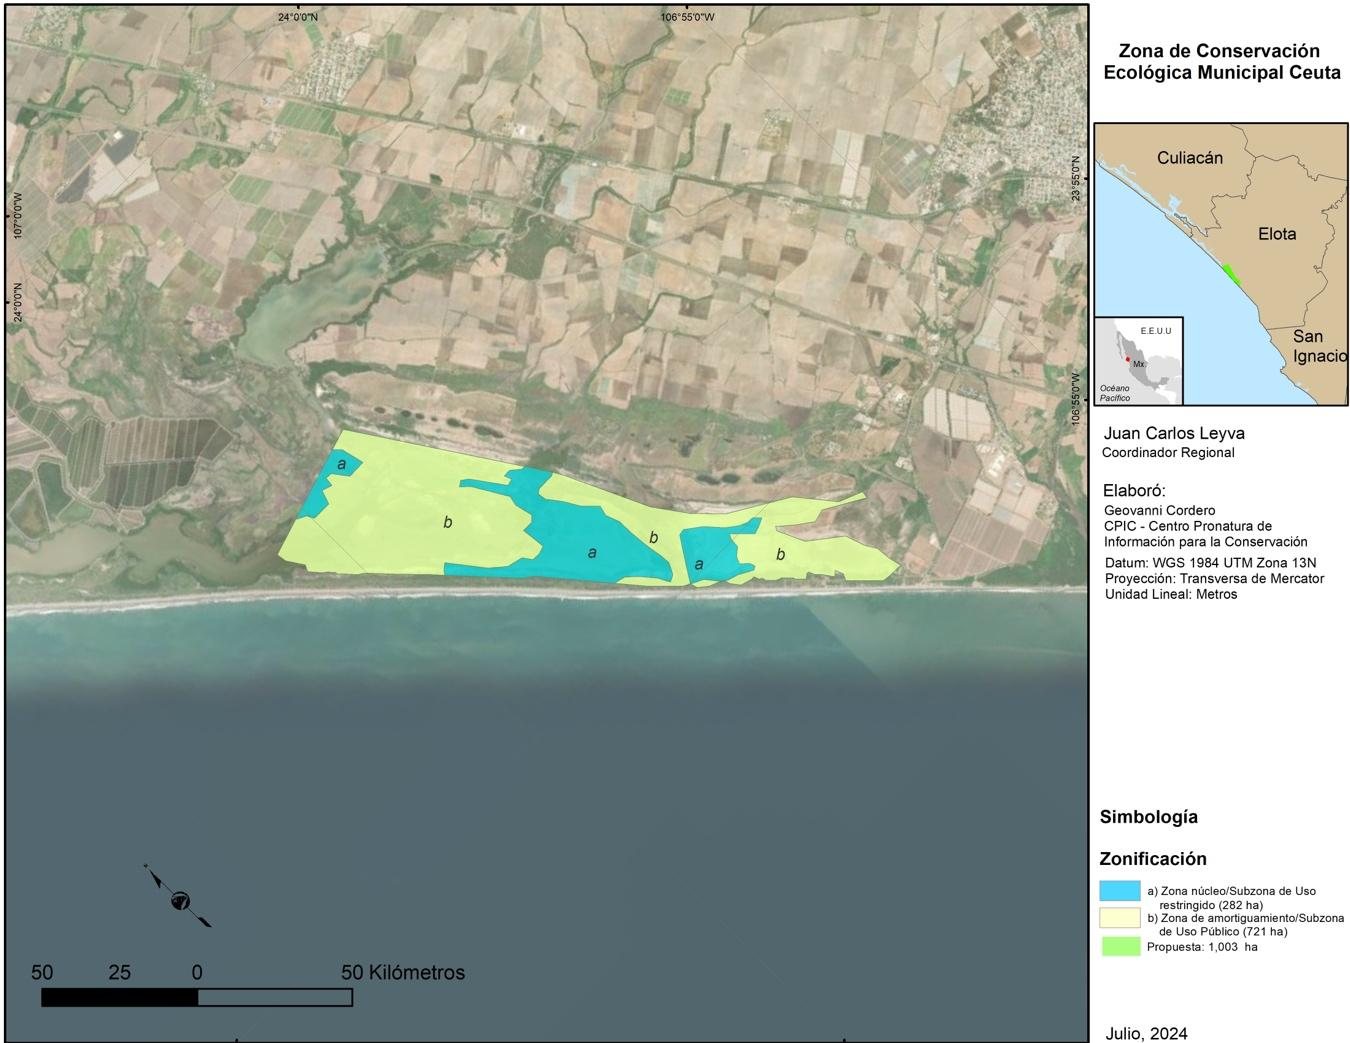 24°0'0"N
106°55'0"W
107°0'0"W
24°0'0"N
23°55'0"N
106°55'0"W
a
b
a
b
a
b
50 25 0 50 Kilómetros
Zona de Conservación
Ecológica Municipal Ceuta
Culiacán
Elota
San
Ignacio
E.E.U.U
Mx
Océano
Pacífico
Juan Carlos Leyva
Coordinador Regional
Elaboró:
Geovanni Cordero
CPIC - Centro Pronatura de
Información para la Conservación
Datum: WGS 1984 UTM Zona 13N
Proyección: Transversa de Mercator
Unidad Lineal: Metros
Simbología
Zonificación
a) Zona núcleo/Subzona de Uso
restringido (282 ha)
b) Zona de amortiguamiento/Subzona
de Uso Público (721 ha)
Propuesta: 1,003 ha
Julio, 2024